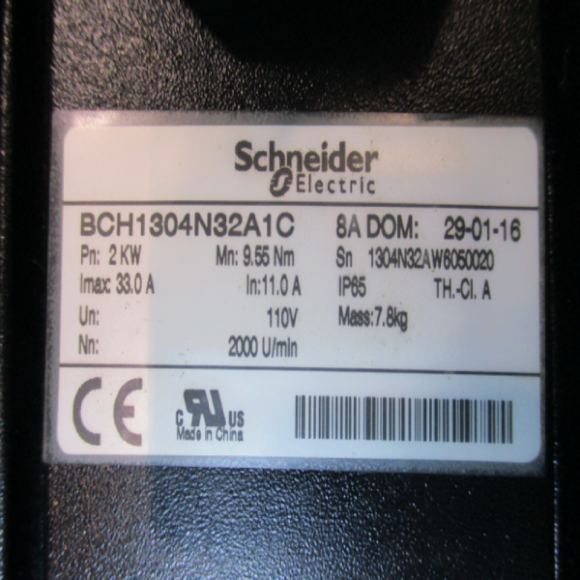 Schneider
Electric
BCH1304N32A1C 8A DOM: 29-01-16
Pn: 2 KW Mn: 9.55 Nm Sn 1304N32AW6050020
Imax: 33.0 A In:11.0 A IP65 TH.-Cl. A
Un: 110V Mass:7.8kg
Nn: 2000 U/min
CE c RU US
Made in China